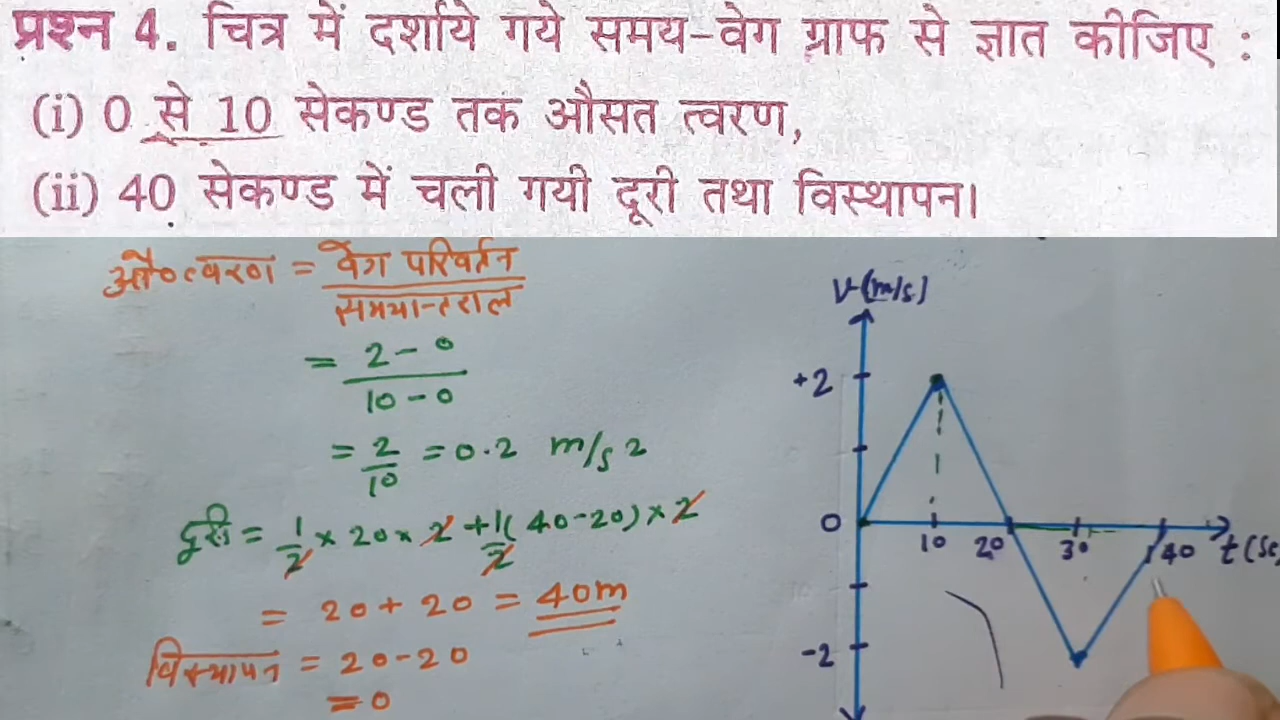 प्रश्न 4. चित्र में दर्शाये गये समय-वेग ग्राफ से ज्ञात कीजिए :
(i) 0 से 10 सेकण्ड तक औसत त्वरण,
(ii) 40 सेकण्ड में चली गयी दूरी तथा विस्थापन।
औ० त्वरण = वेग परिवर्तन
समयान्तराल
= 2 - 0
10 - 0
= 2/10 = 0.2 m/s 2
दूरी = 1/2 × 20 × 2 + 1/2 (40-20) × 2
= 20 + 20 = 40m
विस्थापन = 20 - 20
= 0
v(m/s)
+2
0
10 20 30 40 t(Sc
-2